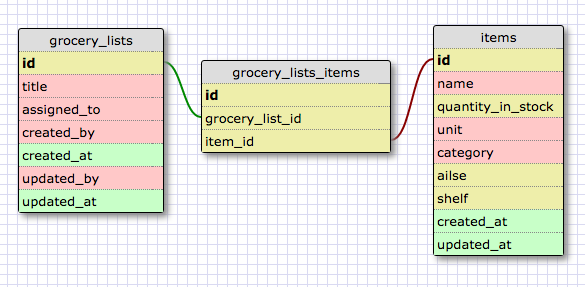 grocery_lists
id
title
assigned_to
created_by
created_at
updated_by
updated_at
grocery_lists_items
id
grocery_list_id
item_id
items
id
name
quantity_in_stock
unit
category
ailse
shelf
created_at
updated_at